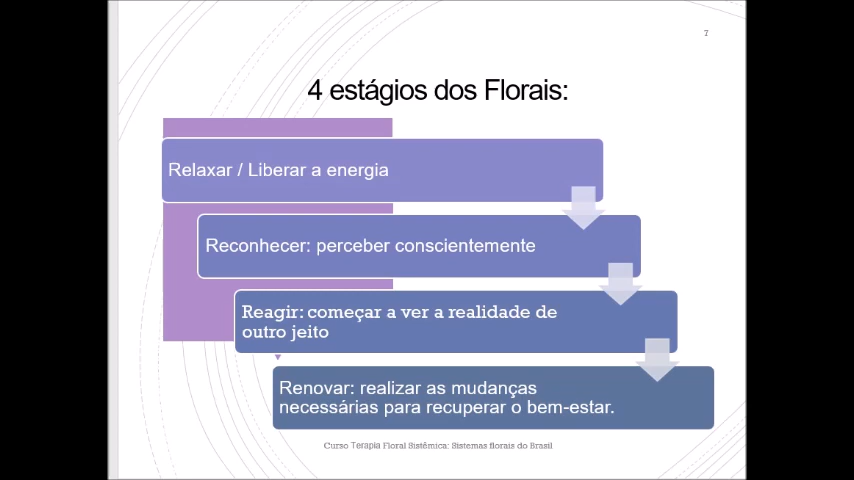 7
4 estágios dos Florais:
Relaxar / Liberar a energia
Reconhecer: perceber conscientemente
Reagir: começar a ver a realidade de
outro jeito
Renovar: realizar as mudanças
necessárias para recuperar o bem-estar.
Curso Terapia Floral Sistêmica: Sistemas florais do Brasil